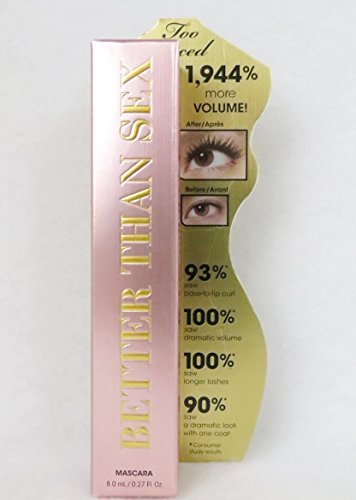 BETTER THAN SEX
MASCARA
8.0 mL/0.27 fl. Oz
Too
ced
1,944%
more
VOLUME!
After/Après
Before/Avant
93%*
saw
base-to-tip curl
100%*
saw
dramatic volume
100%*
saw
longer lashes
90%*
saw
a dramatic look
with one coat
*Consumer
study results